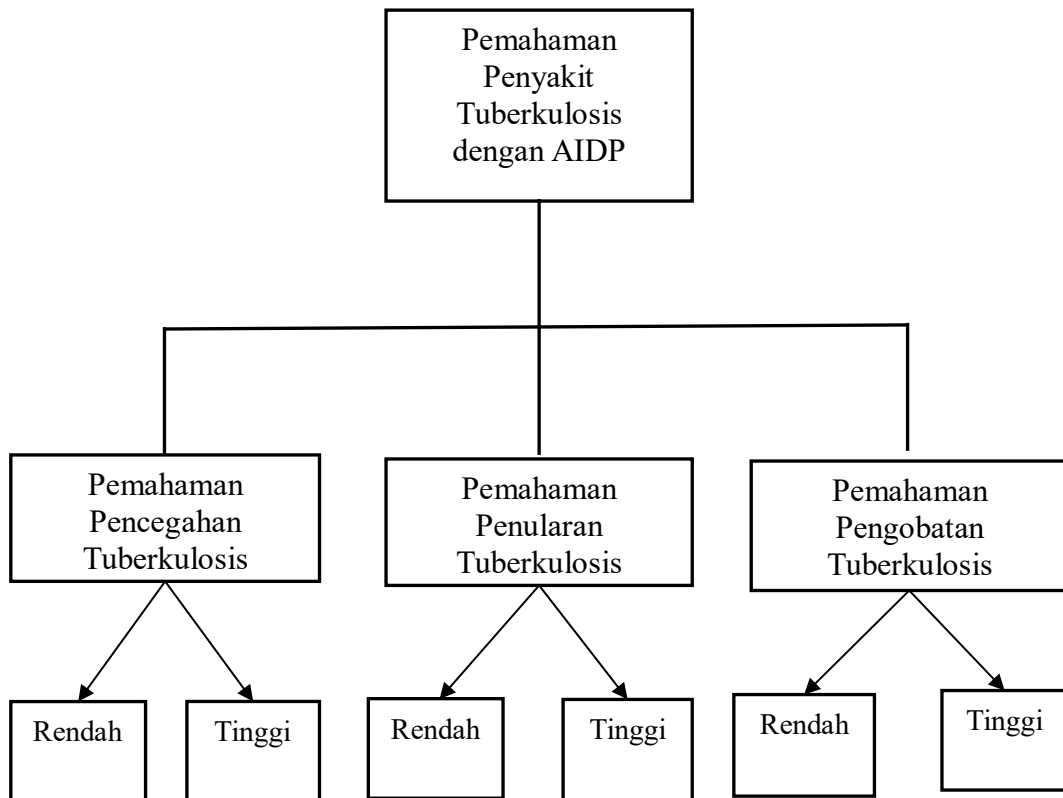 Pemahaman
Penyakit
Tuberkulosis
dengan AIDP
Pemahaman
Pencegahan
Tuberkulosis
Pemahaman
Penularan
Tuberkulosis
Pemahaman
Pengobatan
Tuberkulosis
Rendah
Tinggi
Rendah
Tinggi
Rendah
Tinggi